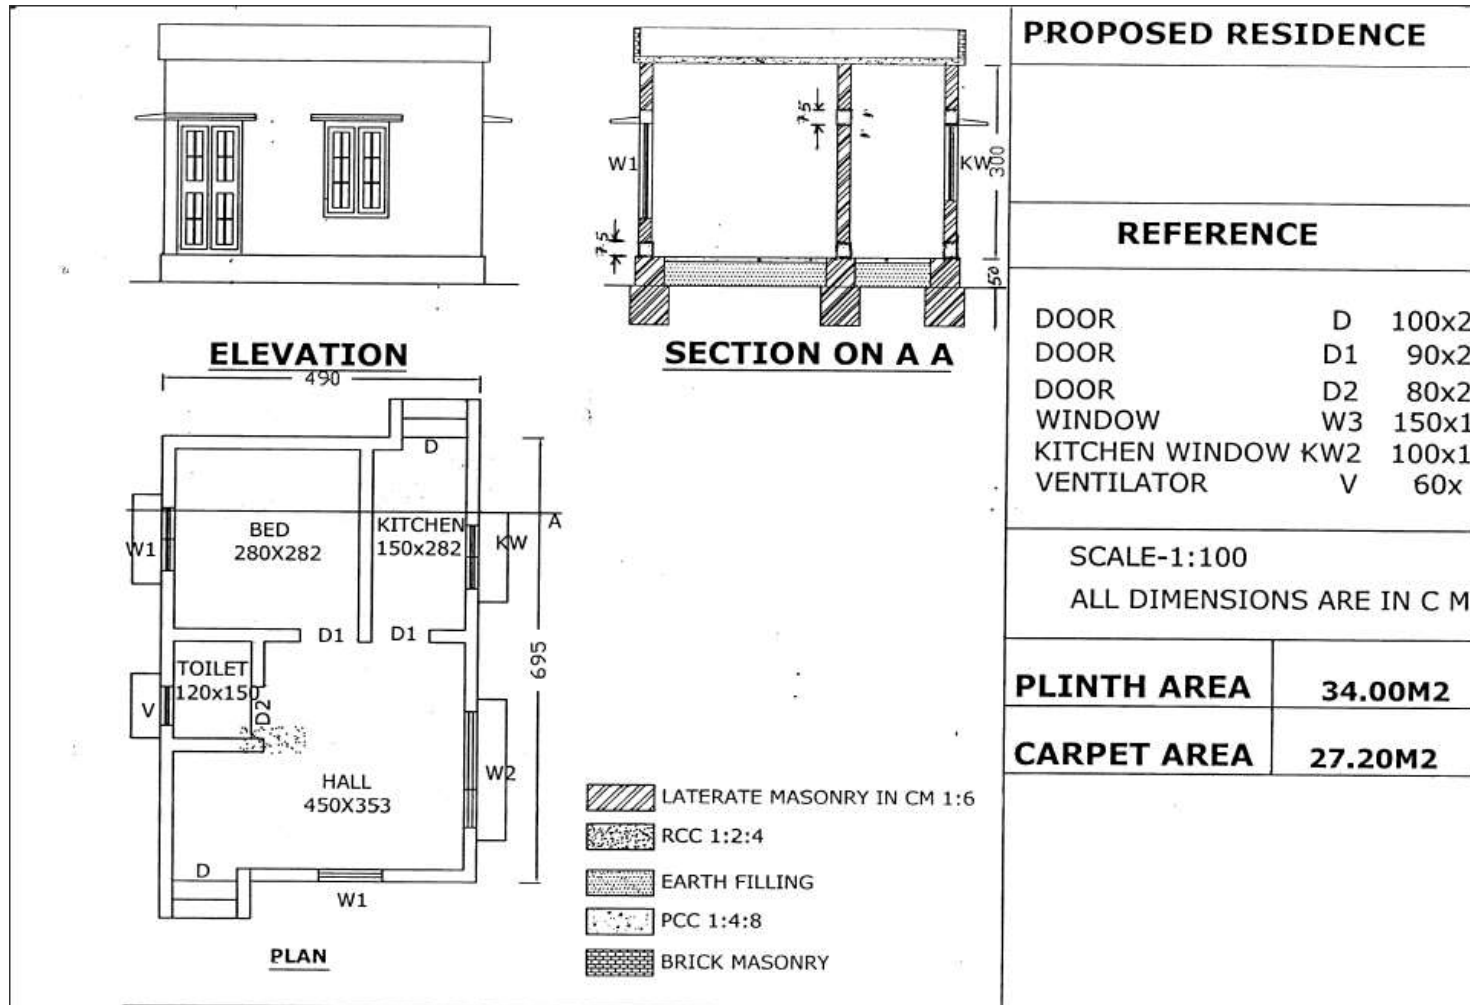 W1
75
75
KW
300
50
ELEVATION
SECTION ON A A
490
D
BED
280X282
KITCHEN
150x282
A
W1
KW
D1
D1
695
TOILET
120x150
V
D2
HALL
450X353
W2
D
W1
PLAN
LATERATE MASONRY IN CM 1:6
RCC 1:2:4
EARTH FILLING
PCC 1:4:8
BRICK MASONRY
PROPOSED RESIDENCE
REFERENCE
DOOR D 100x2
DOOR D1 90x2
DOOR D2 80x2
WINDOW W3 150x1
KITCHEN WINDOW KW2 100x1
VENTILATOR V 60x
SCALE-1:100
ALL DIMENSIONS ARE IN C M
PLINTH AREA 34.00M2
CARPET AREA 27.20M2